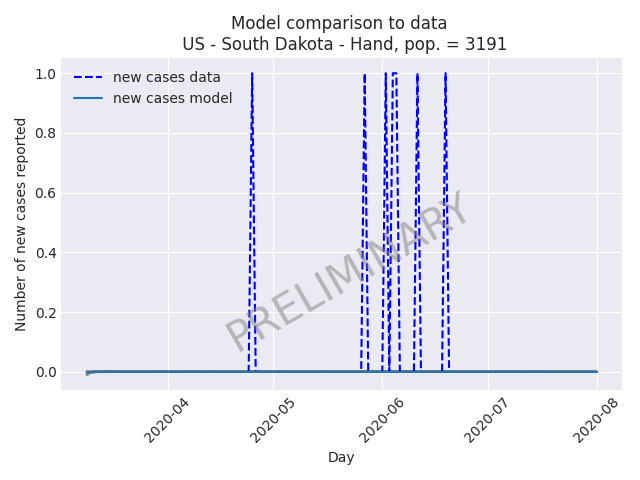 Model comparison to data
US - South Dakota - Hand, pop. = 3191
new cases data
new cases model
Number of new cases reported
1.0
0.8
0.6
0.4
0.2
0.0
PRELIMINARY
2020-04
2020-05
2020-06
2020-07
2020-08
Day